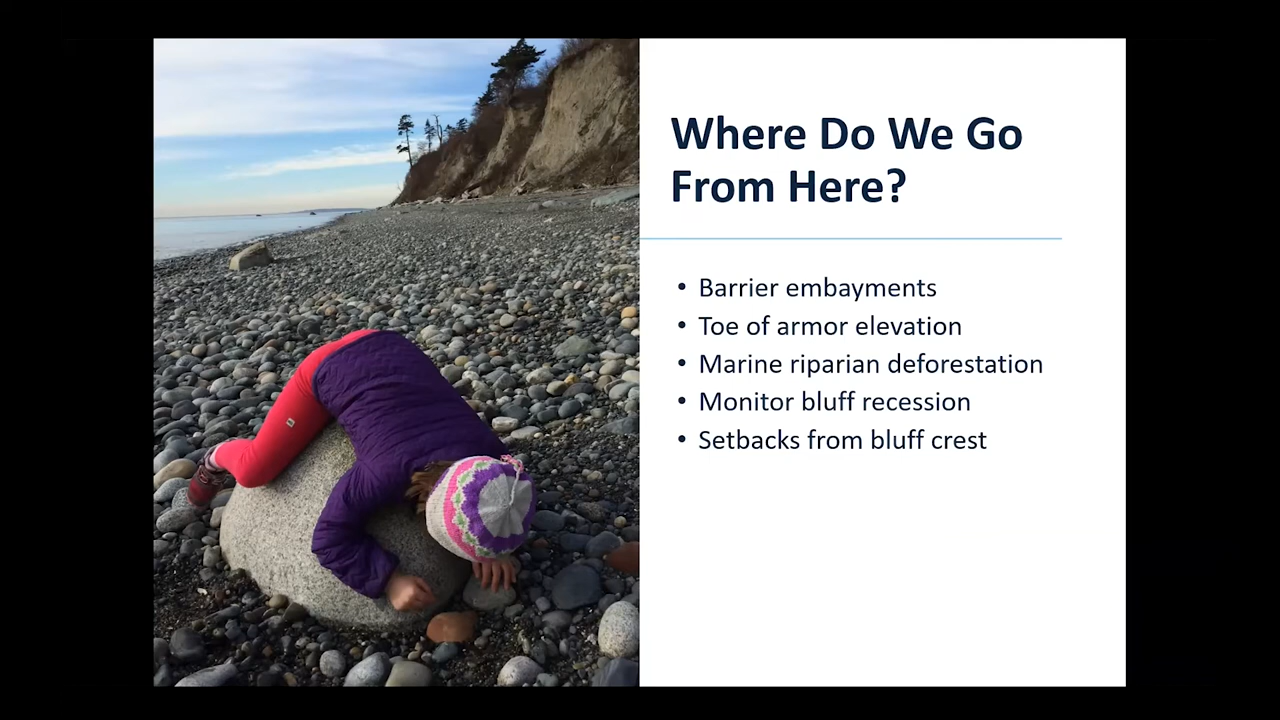 Where Do We Go
From Here?
• Barrier embayments
• Toe of armor elevation
• Marine riparian deforestation
• Monitor bluff recession
• Setbacks from bluff crest